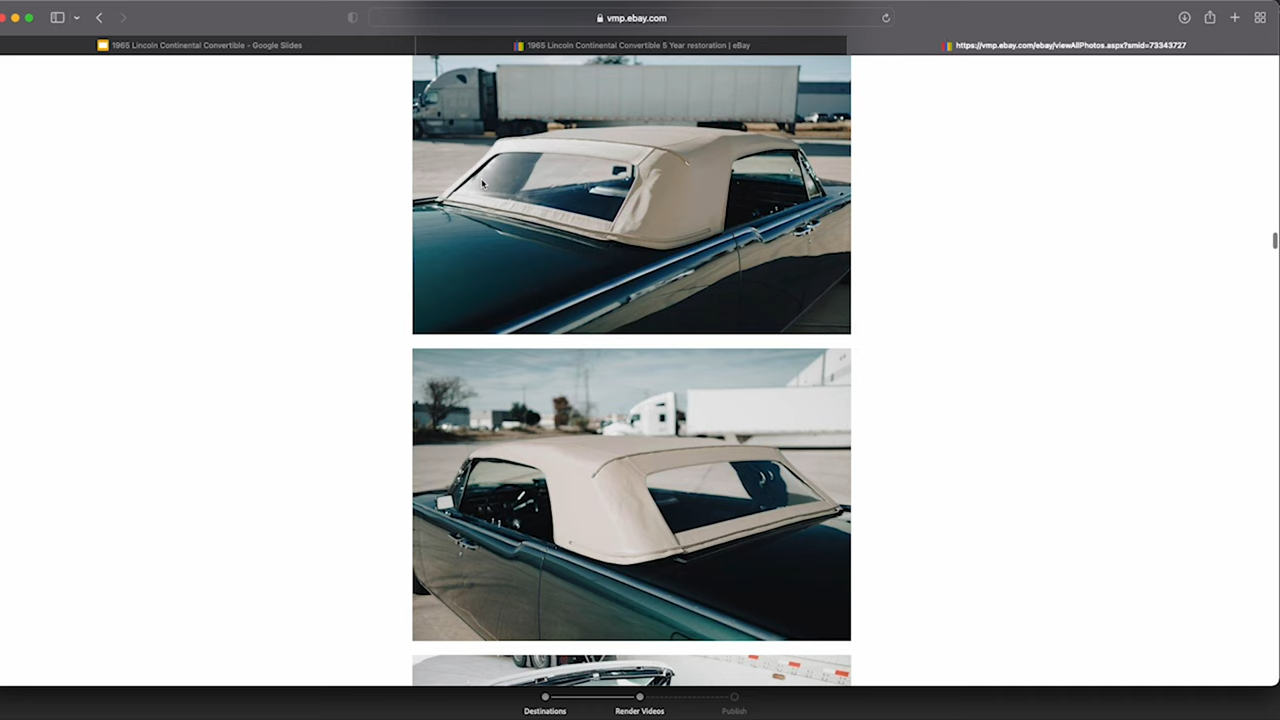 vmp.ebay.com
1965 Lincoln Continental Convertible - Google Slides
1965 Lincoln Continental Convertible 5 Year restoration | eBay
https://vmp.ebay.com/ebay/viewAllPhotos.aspx?smid=73343727
Destinations
Render Videos
Publish